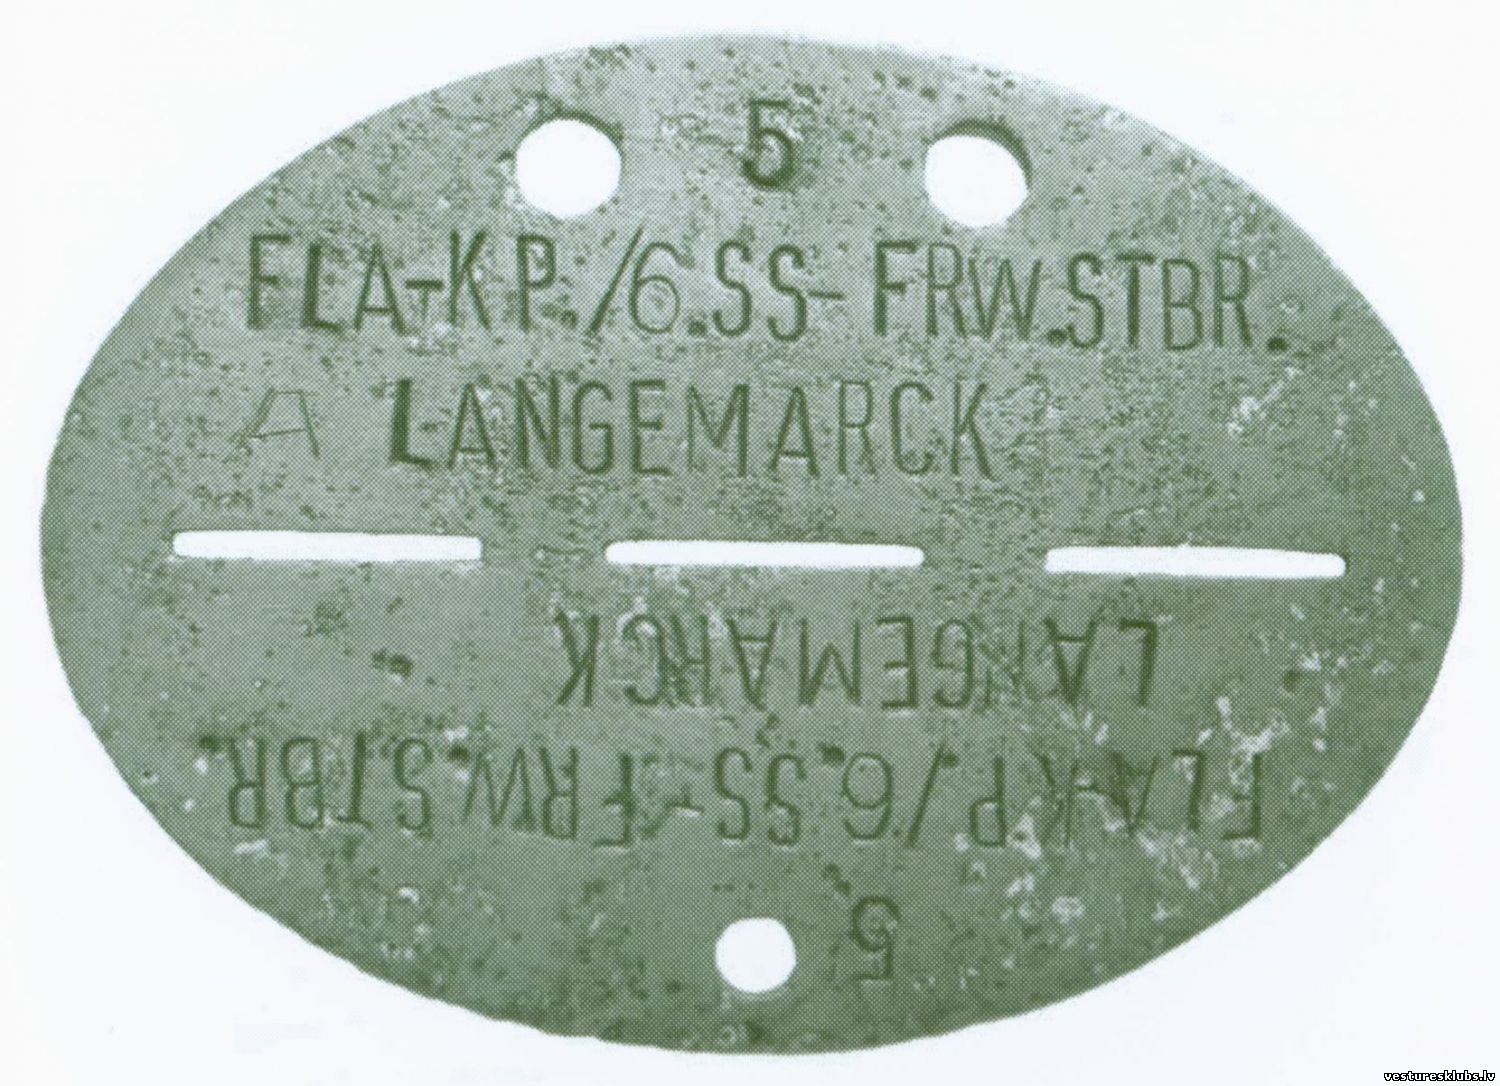 5
FLA-KP./6.SS-FRW.STBR.
A LANGEMARCK
LANGEMARCK
FLA-KP./6.SS-FRW.STBR.
5
vesturesklubs.lv